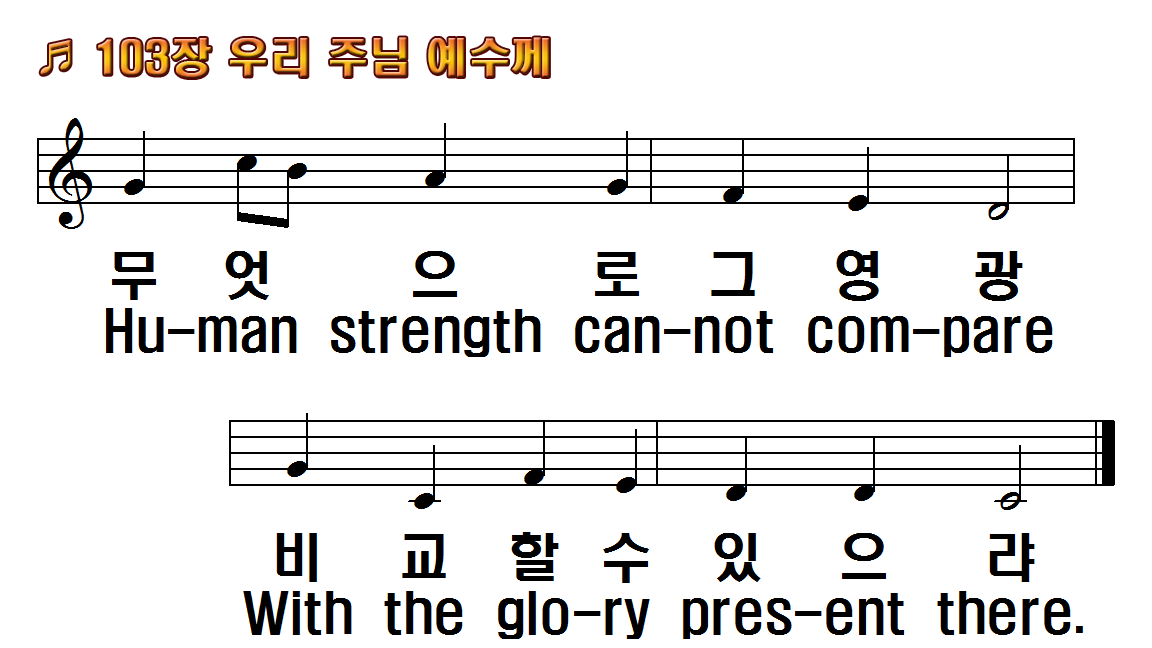 103장 우리 주님 예수께
무 엇 으 로 그 영 광
Hu-man strength can-not com-pare
비 교 할 수 있 으 랴
With the glo-ry pres-ent there.